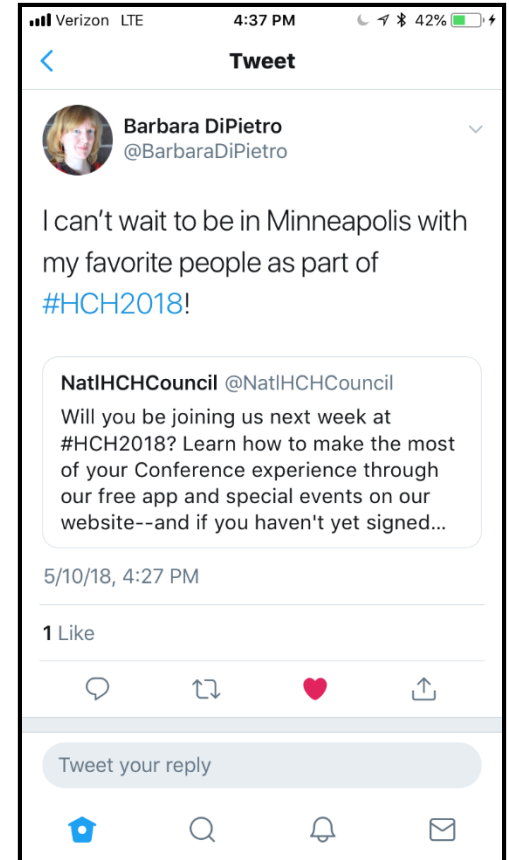 Verizon LTE 4:37 PM 42%
Tweet
Barbara DiPietro
@BarbaraDiPietro
I can't wait to be in Minneapolis with
my favorite people as part of
#HCH2018!
NatlHCHCouncil @NatlHCHCouncil
Will you be joining us next week at
#HCH2018? Learn how to make the most
of your Conference experience through
our free app and special events on our
website--and if you haven't yet signed...
5/10/18, 4:27 PM
1 Like
Tweet your reply